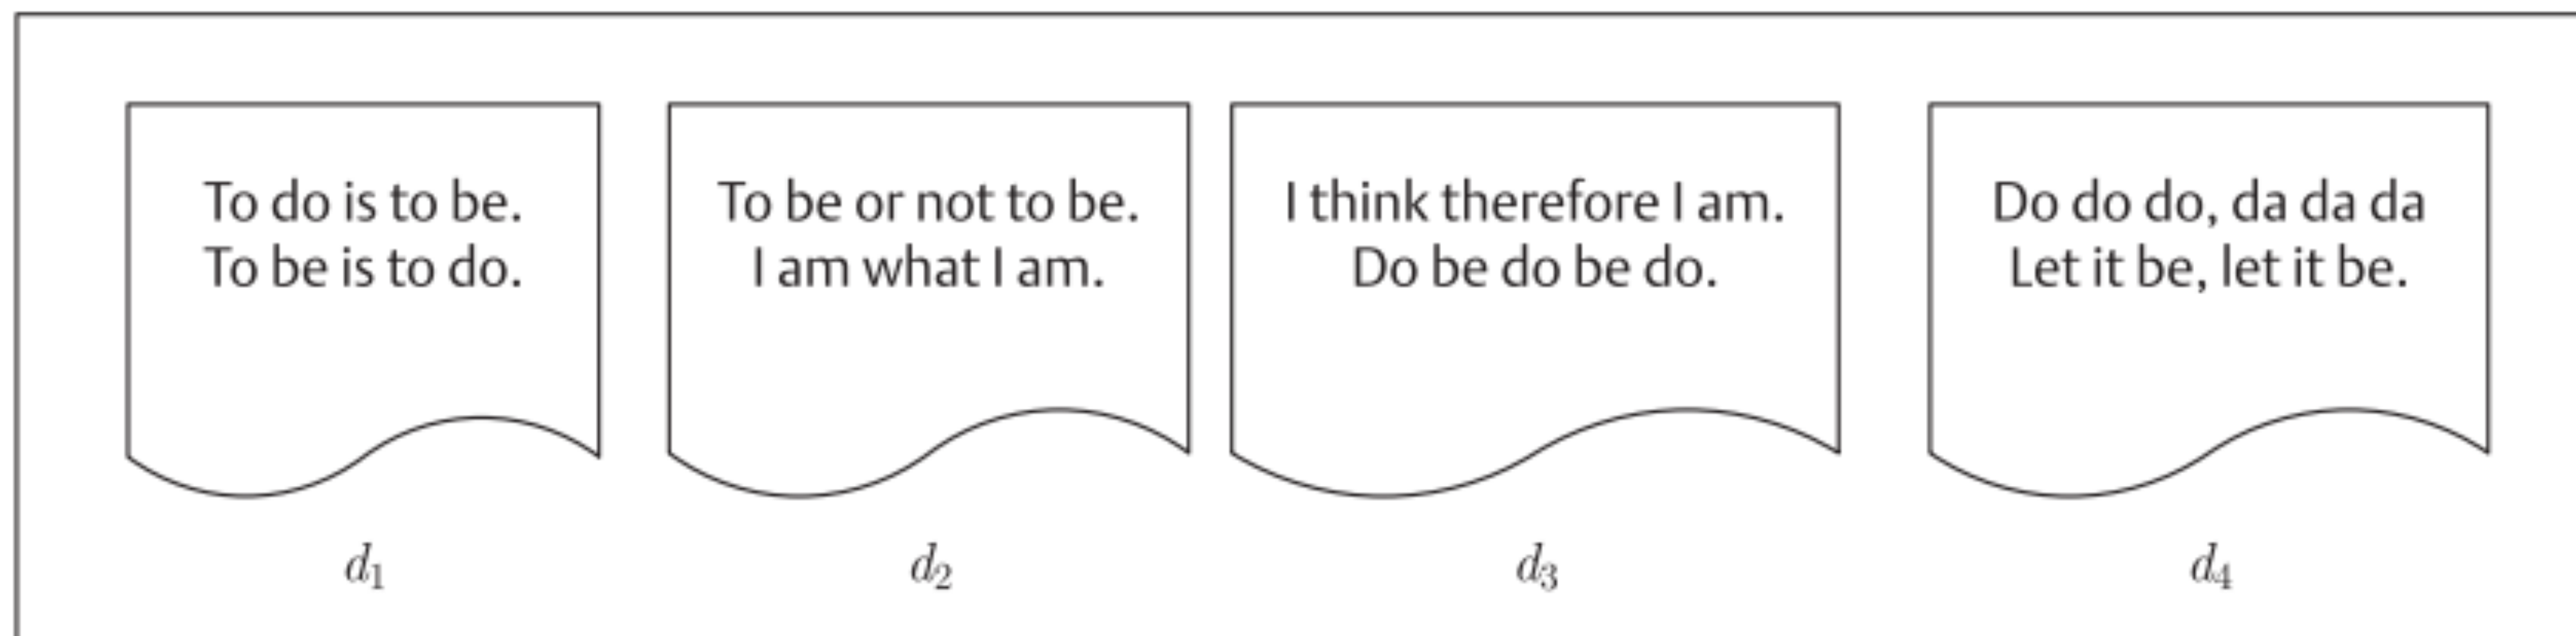 To do is to be.
To be is to do.
d1
To be or not to be.
I am what I am.
d2
I think therefore I am.
Do be do be do.
d3
Do do do, da da da
Let it be, let it be.
d4